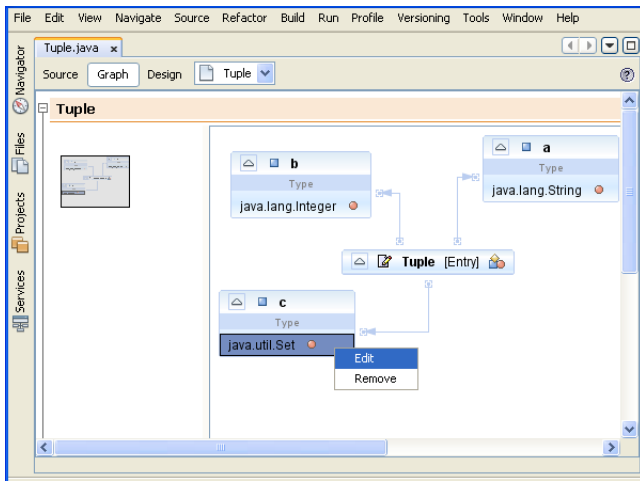 File Edit View Navigate Source Refactor Build Run Profile Versioning Tools Window Help
Tuple.java x
Source Graph Design Tuple
Navigator
Files
Projects
Services
Tuple
b
Type
java.lang.Integer
a
Type
java.lang.String
Tuple [Entry]
c
Type
java.util.Set
Edit
Remove